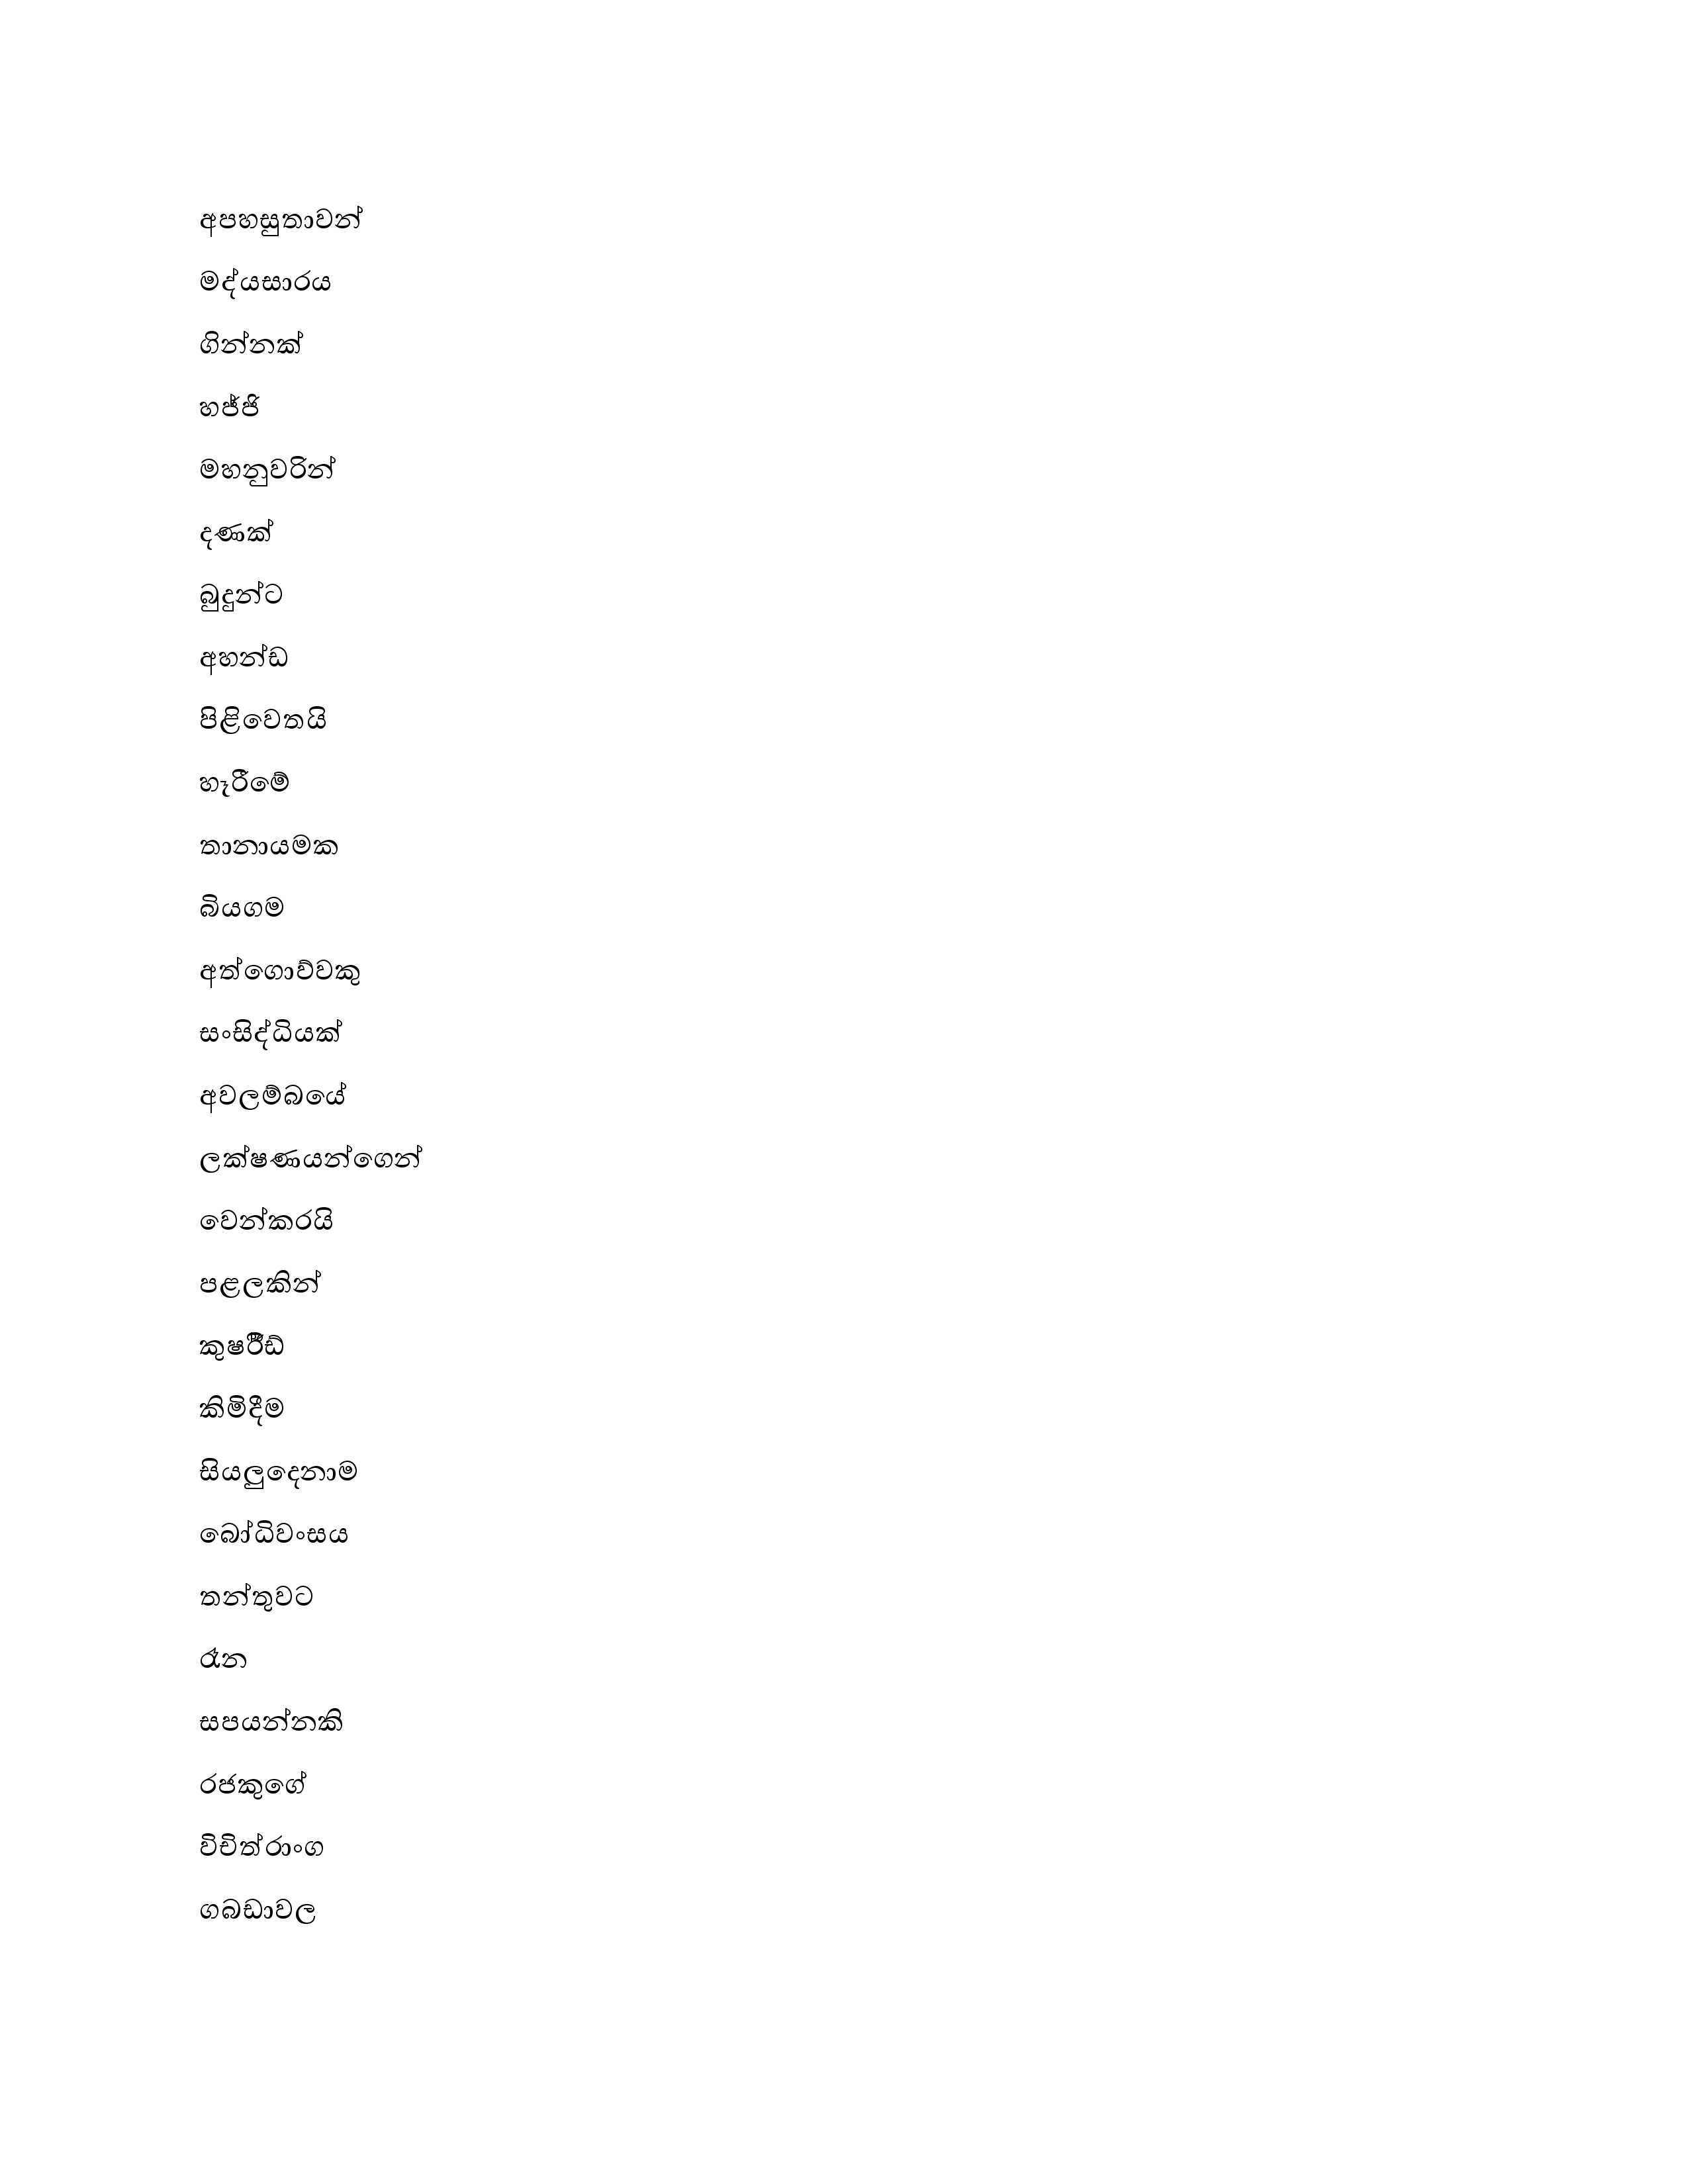 අපහසුතාවන්
මද්යසාරය
ගින්නක්
හජ්ජි
මහනුවරින්
දණක්
බුදුන්ට
අහන්ඩ
පිළිවෙතයි
හෑරීමේ
තානායමක
බියගම
අත්ගොව්වකු
සංසිද්ධියක්
අවලම්බයේ
ලක්ෂණයන්ගෙන්
වෙන්කරයි
පළලකින්
කුෂරීඩ්
කිමිදීම
සියලුදෙනාම
බෝධිවංසය
තන්තුවට
රෑන
සපයන්නකි
රජකුගේ
විචිත්රාංග
ගබඩාවල